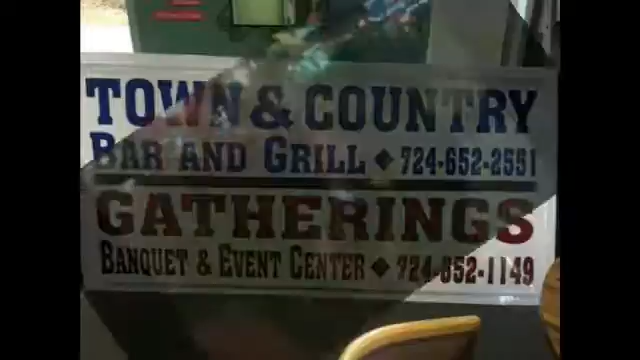 TOWN & COUNTRY
BAR AND GRILL ◆ 724-652-2551
GATHERINGS
BANQUET & EVENT CENTER ◆ 724-652-1149